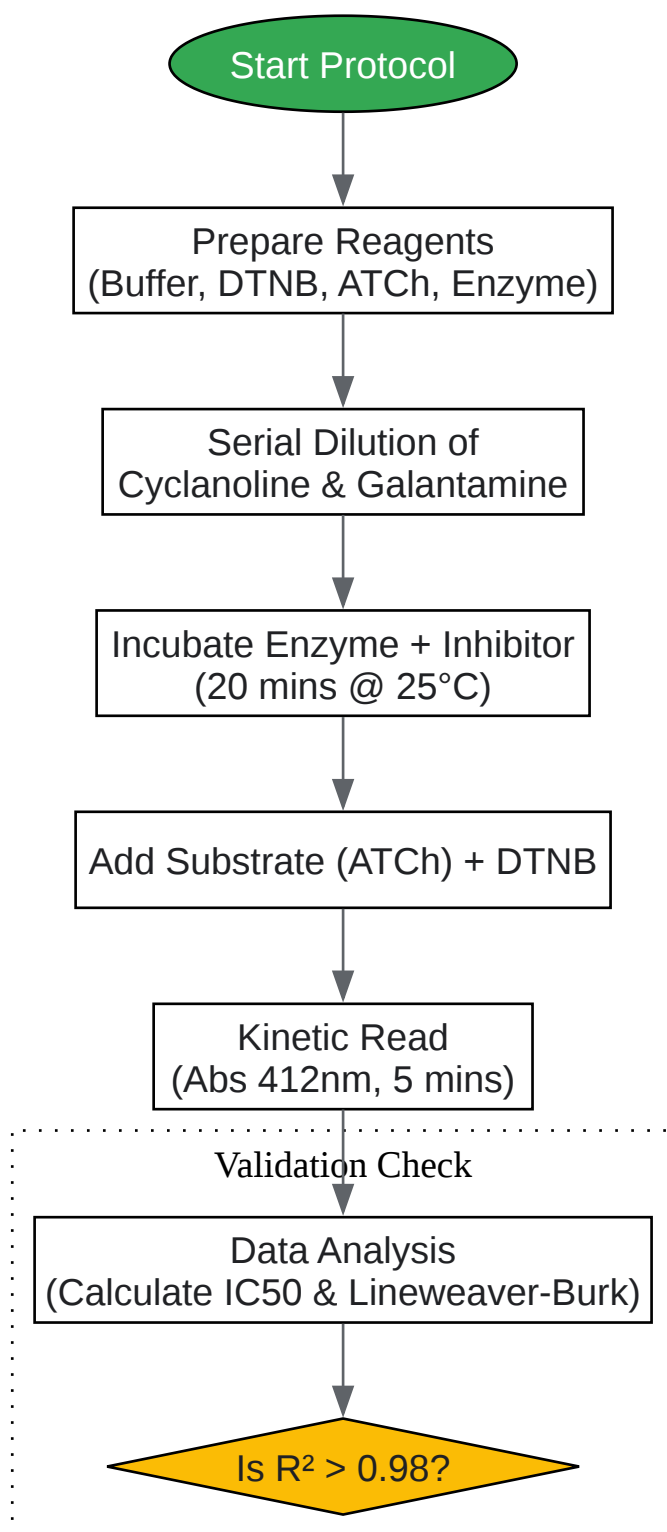 Start Protocol
Prepare Reagents
(Buffer, DTNB, ATCh, Enzyme)
Serial Dilution of
Cyclanoline & Galantamine
Incubate Enzyme + Inhibitor
(20 mins @ 25°C)
Add Substrate (ATCh) + DTNB
Kinetic Read
(Abs 412nm, 5 mins)
Validation Check
Data Analysis
(Calculate IC50 & Lineweaver-Burk)
Is R² > 0.98?